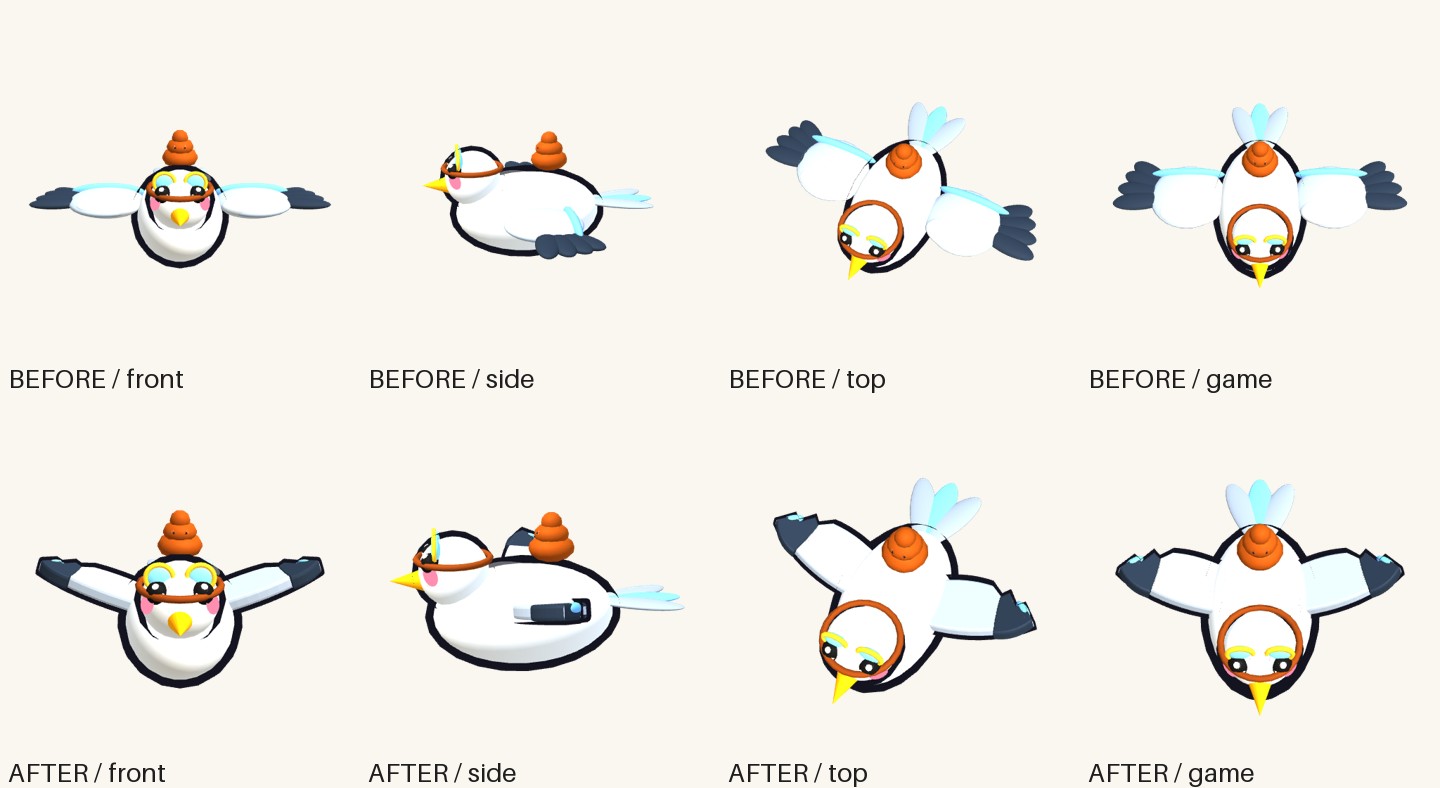 BEFORE / front
BEFORE / side
BEFORE / top
BEFORE / game
AFTER / front
AFTER / side
AFTER / top
AFTER / game